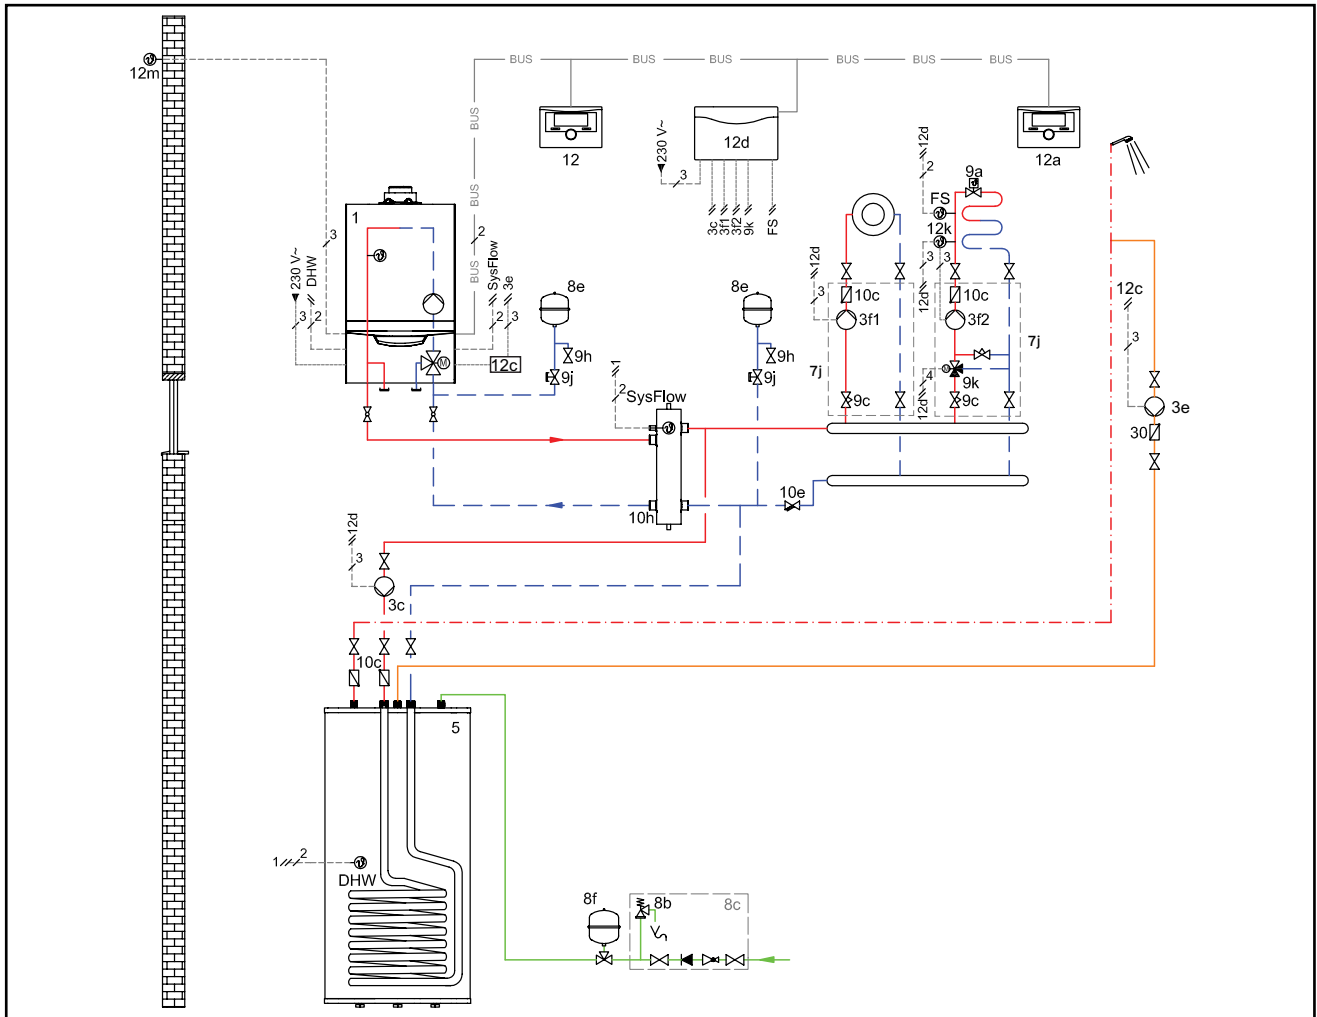 BUS BUS BUS BUS BUS BUS
12m
BUS
12
12d
12a
230 V~
3
3c
3f1
3f2
9k
FS
12d
2
9a
FS
12k
12d
3
12d
3
3
1
BUS
2
BUS
3
230 V~
3
DHW
2
SysFlow
2
3e
3
12c
M
8e
9h
9j
8e
9h
9j
10c
3f1
7j
9c
10c
3f2
7j
9k
M
12d
4
9c
12c
3
3e
30
1
2
SysFlow
10h
10e
12d
3
3c
10c
5
1
2
DHW
8f
8b
8c